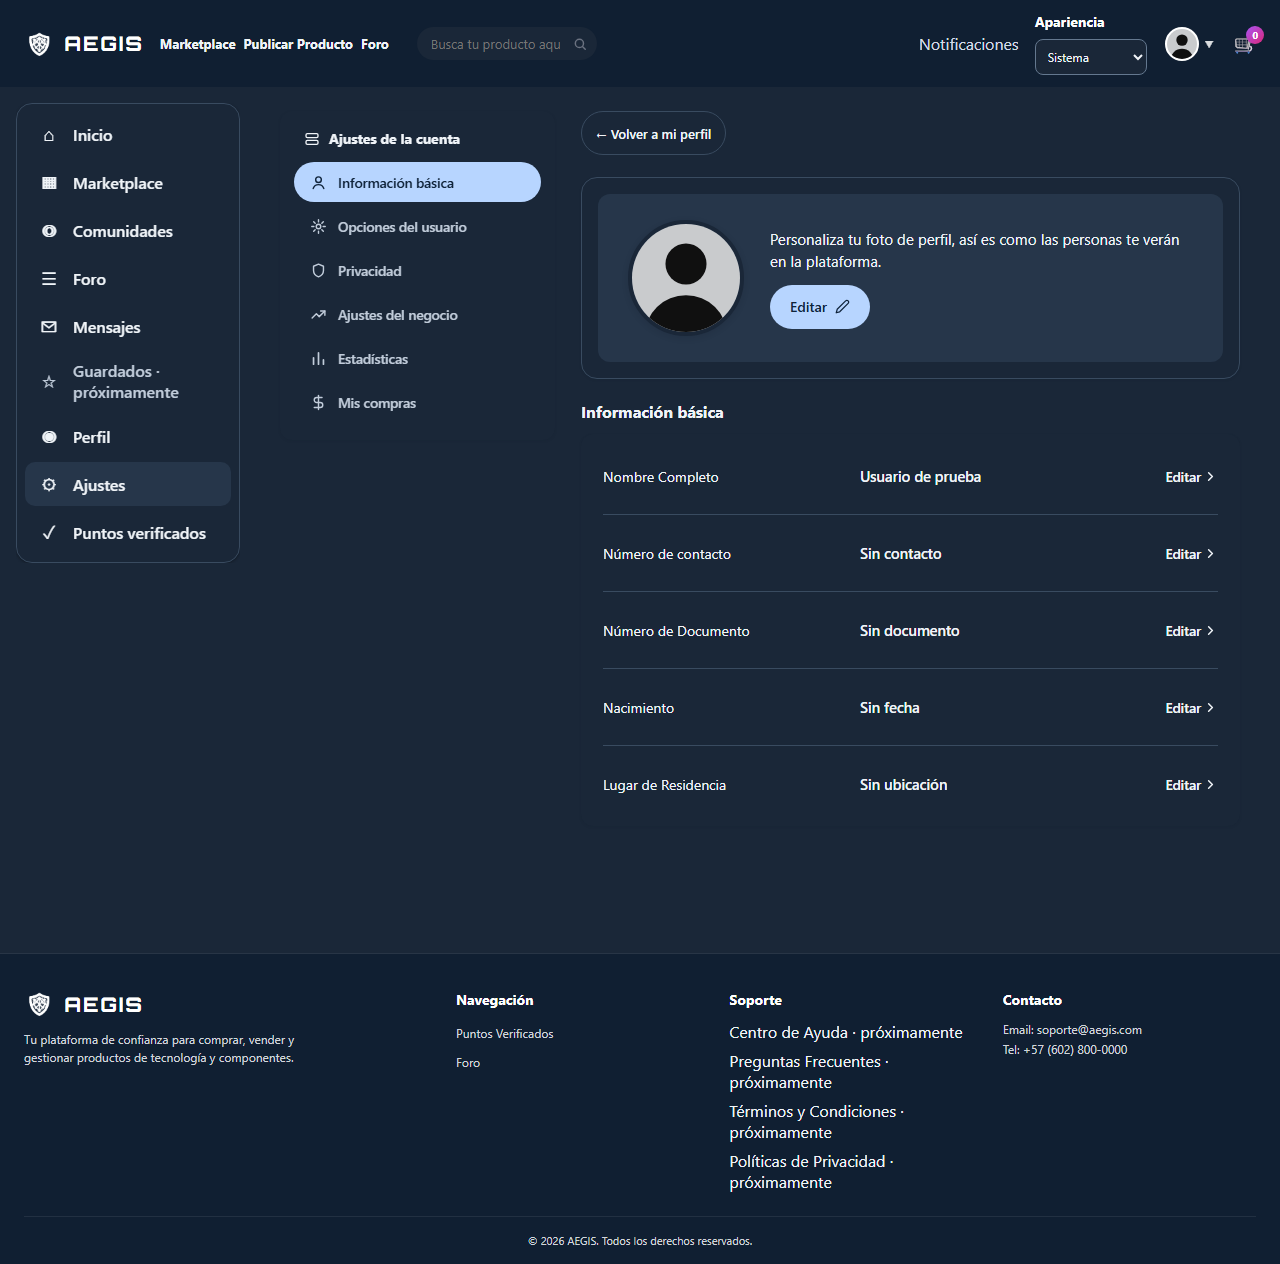 AEGIS
Marketplace Publicar Producto Foro
Busca tu producto aqu
Notificaciones
Apariencia
Sistema
0
Inicio
Marketplace
Comunidades
Foro
Mensajes
Guardados ·
próximamente
Perfil
Ajustes
Puntos verificados
Ajustes de la cuenta
Información básica
Opciones del usuario
Privacidad
Ajustes del negocio
Estadísticas
Mis compras
← Volver a mi perfil
Personaliza tu foto de perfil, así es como las personas te verán
en la plataforma.
Editar
Información básica
Nombre Completo Usuario de prueba Editar
Número de contacto Sin contacto Editar
Número de Documento Sin documento Editar
Nacimiento Sin fecha Editar
Lugar de Residencia Sin ubicación Editar
AEGIS
Tu plataforma de confianza para comprar, vender y
gestionar productos de tecnología y componentes.
Navegación
Puntos Verificados
Foro
Soporte
Centro de Ayuda · próximamente
Preguntas Frecuentes ·
próximamente
Términos y Condiciones ·
próximamente
Políticas de Privacidad ·
próximamente
Contacto
Email: soporte@aegis.com
Tel: +57 (602) 800-0000
© 2026 AEGIS. Todos los derechos reservados.